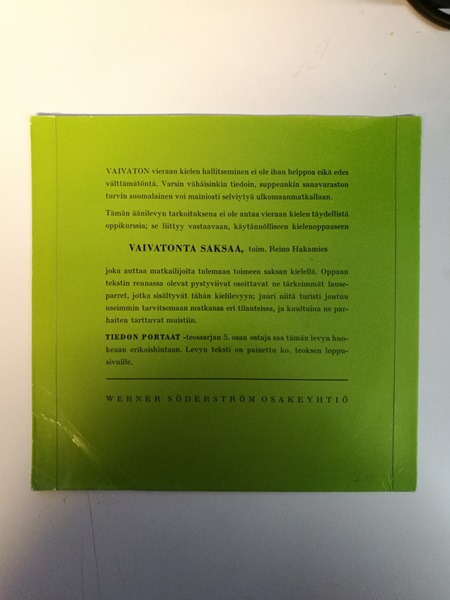 VAIVATON vieraan kielen hallitseminen ei ole ihan helppoa eikä edes
välttämätöntä. Varsin vähäisinkin tiedoin, suppeankin sanavaraston
turvin suomalainen voi mainiosti selviytyä ulkomaanmatkallaan.
Tämän äänilevyn tarkoituksena ei ole antaa vieraan kielen täydellistä
oppikurssia; se liittyy vastaavaan, käytännölliseen kielenoppaaseen
VAIVATONTA SAKSAA, toim. Reino Hakamies
joka auttaa matkailijoita tulemaan toimeen saksan kielellä. Oppaan
tekstin reunassa olevat pystyviivat osoittavat ne tärkeimmät lause-
parret, jotka sisältyvät tähän kielilevyyn; juuri niitä turisti joutuu
useimmin tarvitsemaan matkansa eri tilanteissa, ja kuultuina ne par-
haiten tarttuvat muistiin.
TIEDON PORTAAT -teossarjan 5. osan ostaja saa tämän levyn huo-
keaan erikoishintaan. Levyn teksti on painettu ko. teoksen loppu-
sivuille.
WERNER SÖDERSTRÖM OSAKEYHTIÖ